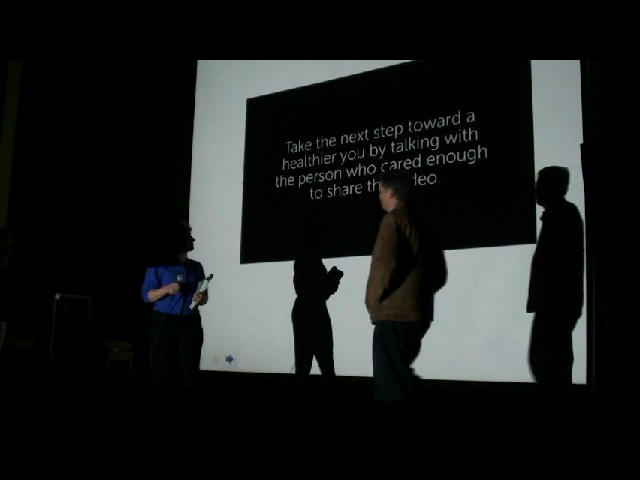 Take the next step toward a
healthier you by talking with
the person who cared enough
to share